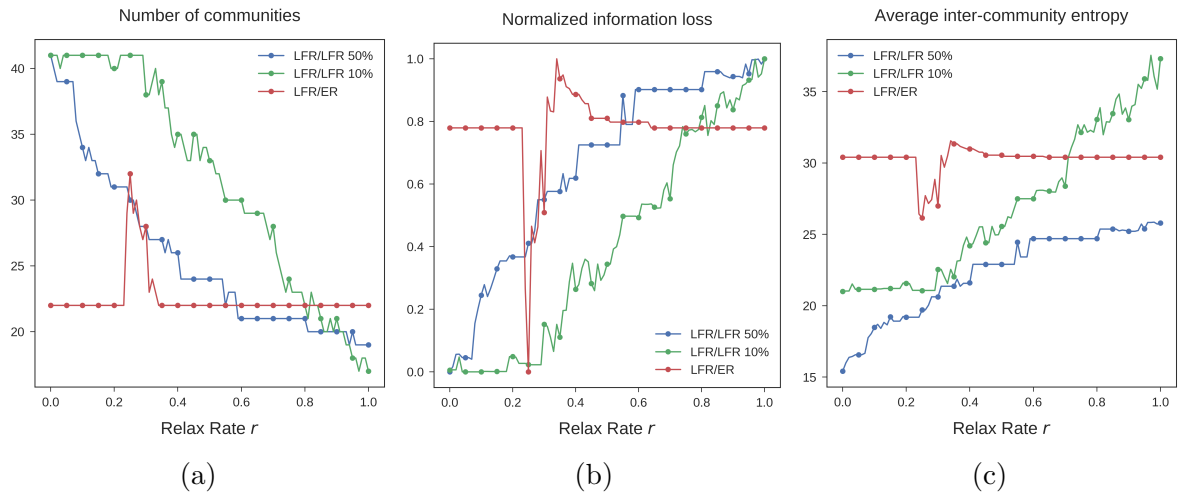 Number of communities
LFR/LFR 50%
LFR/LFR 10%
LFR/ER
40
35
30
25
20
0.0 0.2 0.4 0.6 0.8 1.0
Relax Rate r
(a)
Normalized information loss
1.0
0.8
0.6
0.4
0.2
0.0
LFR/LFR 50%
LFR/LFR 10%
LFR/ER
0.0 0.2 0.4 0.6 0.8 1.0
Relax Rate r
(b)
Average inter-community entropy
LFR/LFR 50%
LFR/LFR 10%
LFR/ER
35
30
25
20
15
0.0 0.2 0.4 0.6 0.8 1.0
Relax Rate r
(c)